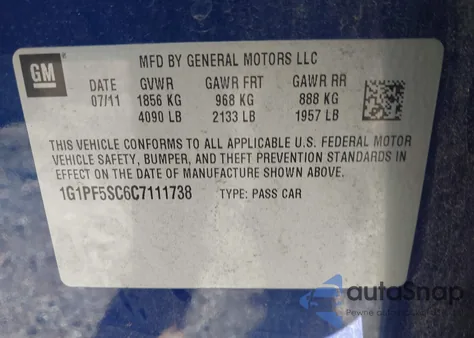 GM
MFD BY GENERAL MOTORS LLC
DATE GVWR GAWR FRT GAWR RR
07/11 1856 KG 968 KG 888 KG
4090 LB 2133 LB 1957 LB
THIS VEHICLE CONFORMS TO ALL APPLICABLE U.S. FEDERAL MOTOR
VEHICLE SAFETY, BUMPER, AND THEFT PREVENTION STANDARDS
IN EFFECT ON THE DATE OF MANUFACTURE SHOWN ABOVE.
1G1PF5SC6C7111738 TYPE: PASS CAR
autoSnap